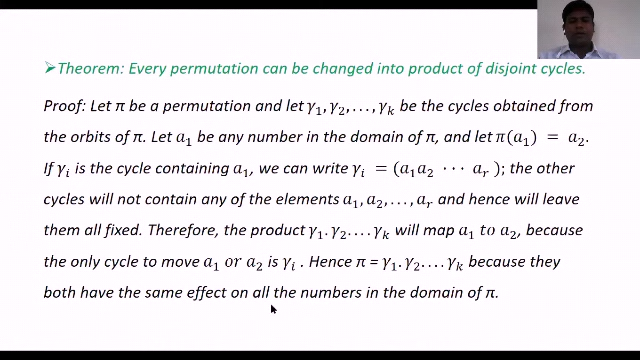 ➢Theorem: Every permutation can be changed into product of disjoint cycles.
Proof: Let π be a permutation and let γ₁, γ₂, . . . , γₖ be the cycles obtained from
the orbits of π. Let a₁ be any number in the domain of π, and let π(a₁) = a₂.
If γᵢ is the cycle containing a₁, we can write γᵢ = (a₁a₂ ··· aᵣ); the other
cycles will not contain any of the elements a₁, a₂, . . . , aᵣ and hence will leave
them all fixed. Therefore, the product γ₁. γ₂. . . . γₖ will map a₁ to a₂, because
the only cycle to move a₁ or a₂ is γᵢ . Hence π = γ₁. γ₂. . . . γₖ because they
both have the same effect on all the numbers in the domain of π.